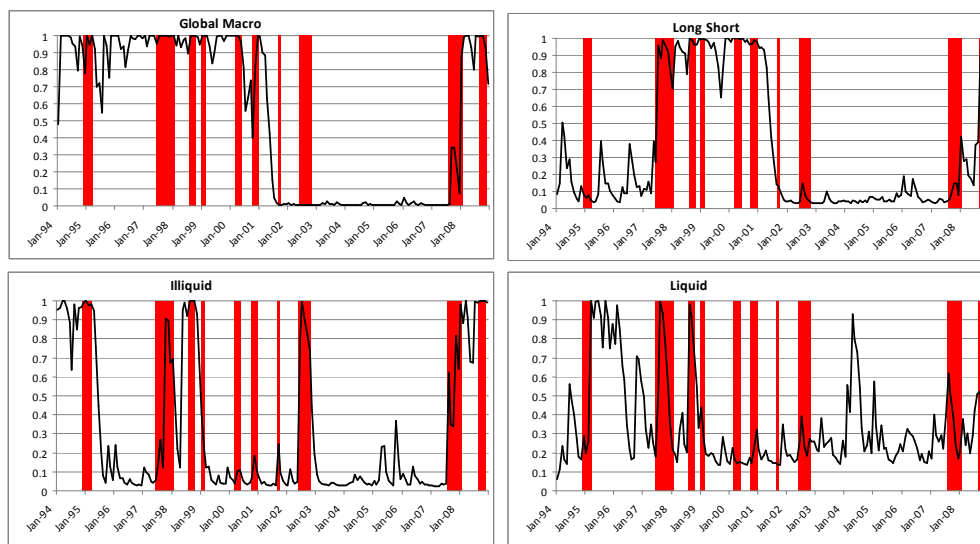 Global Macro
1
0.9
0.8
0.7
0.6
0.5
0.4
0.3
0.2
0.1
0
Jan-94
Jan-95
Jan-96
Jan-97
Jan-98
Jan-99
Jan-00
Jan-01
Jan-02
Jan-03
Jan-04
Jan-05
Jan-06
Jan-07
Jan-08
Long Short
1
0.9
0.8
0.7
0.6
0.5
0.4
0.3
0.2
0.1
0
Jan-94
Jan-95
Jan-96
Jan-97
Jan-98
Jan-99
Jan-00
Jan-01
Jan-02
Jan-03
Jan-04
Jan-05
Jan-06
Jan-07
Jan-08
Illiquid
1
0.9
0.8
0.7
0.6
0.5
0.4
0.3
0.2
0.1
0
Jan-94
Jan-95
Jan-96
Jan-97
Jan-98
Jan-99
Jan-00
Jan-01
Jan-02
Jan-03
Jan-04
Jan-05
Jan-06
Jan-07
Jan-08
Liquid
1
0.9
0.8
0.7
0.6
0.5
0.4
0.3
0.2
0.1
0
Jan-94
Jan-95
Jan-96
Jan-97
Jan-98
Jan-99
Jan-00
Jan-01
Jan-02
Jan-03
Jan-04
Jan-05
Jan-06
Jan-07
Jan-08